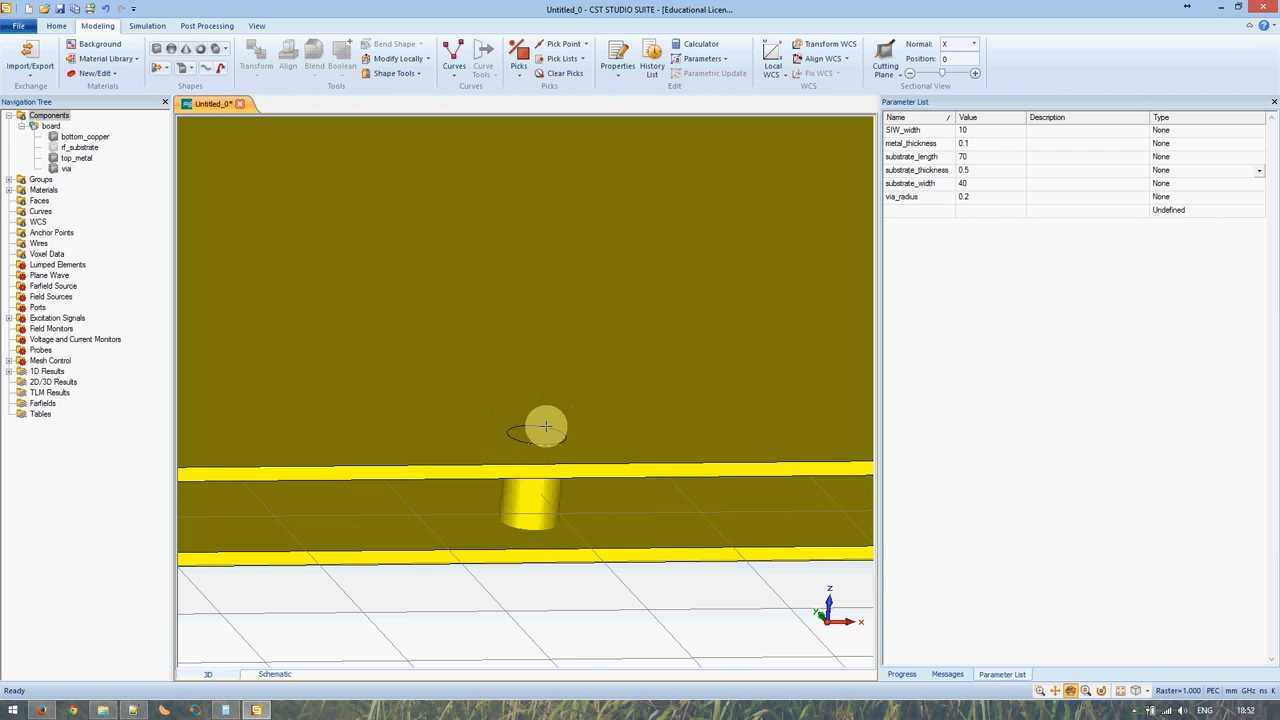 Untitled_0 - CST STUDIO SUITE - [Educational Licen...
File Home Modeling Simulation Post Processing View
Import/Export
Exchange
Background
Material Library
New/Edit
Materials
Shapes
Transform Align Blend Boolean
Bend Shape
Modify Locally
Shape Tools
Tools
Curves Curve Tools
Curves
Picks
Pick Point
Pick Lists
Clear Picks
Picks
Properties History List
Calculator
Parameters
Parametric Update
Edit
Local WCS
Transform WCS
Align WCS
Fix WCS
WCS
Cutting Plane
Normal: X
Position: 0
Sectional View
Navigation Tree
Components
board
bottom_copper
rf_substrate
top_metal
via
Groups
Materials
Faces
Curves
WCS
Anchor Points
Wires
Voxel Data
Lumped Elements
Plane Wave
Farfield Source
Field Sources
Ports
Excitation Signals
Field Monitors
Voltage and Current Monitors
Probes
Mesh Control
1D Results
2D/3D Results
TLM Results
Farfields
Tables
Untitled_0*
z
y
x
3D Schematic
Parameter List
Name Value Description Type
SIW_width 10 None
metal_thickness 0.1 None
substrate_length 70 None
substrate_thickness 0.5 None
substrate_width 40 None
via_radius 0.2 None
Undefined
Progress Messages Parameter List
Ready
Raster=1.000 PEC mm GHz ns K
ENG 18:52